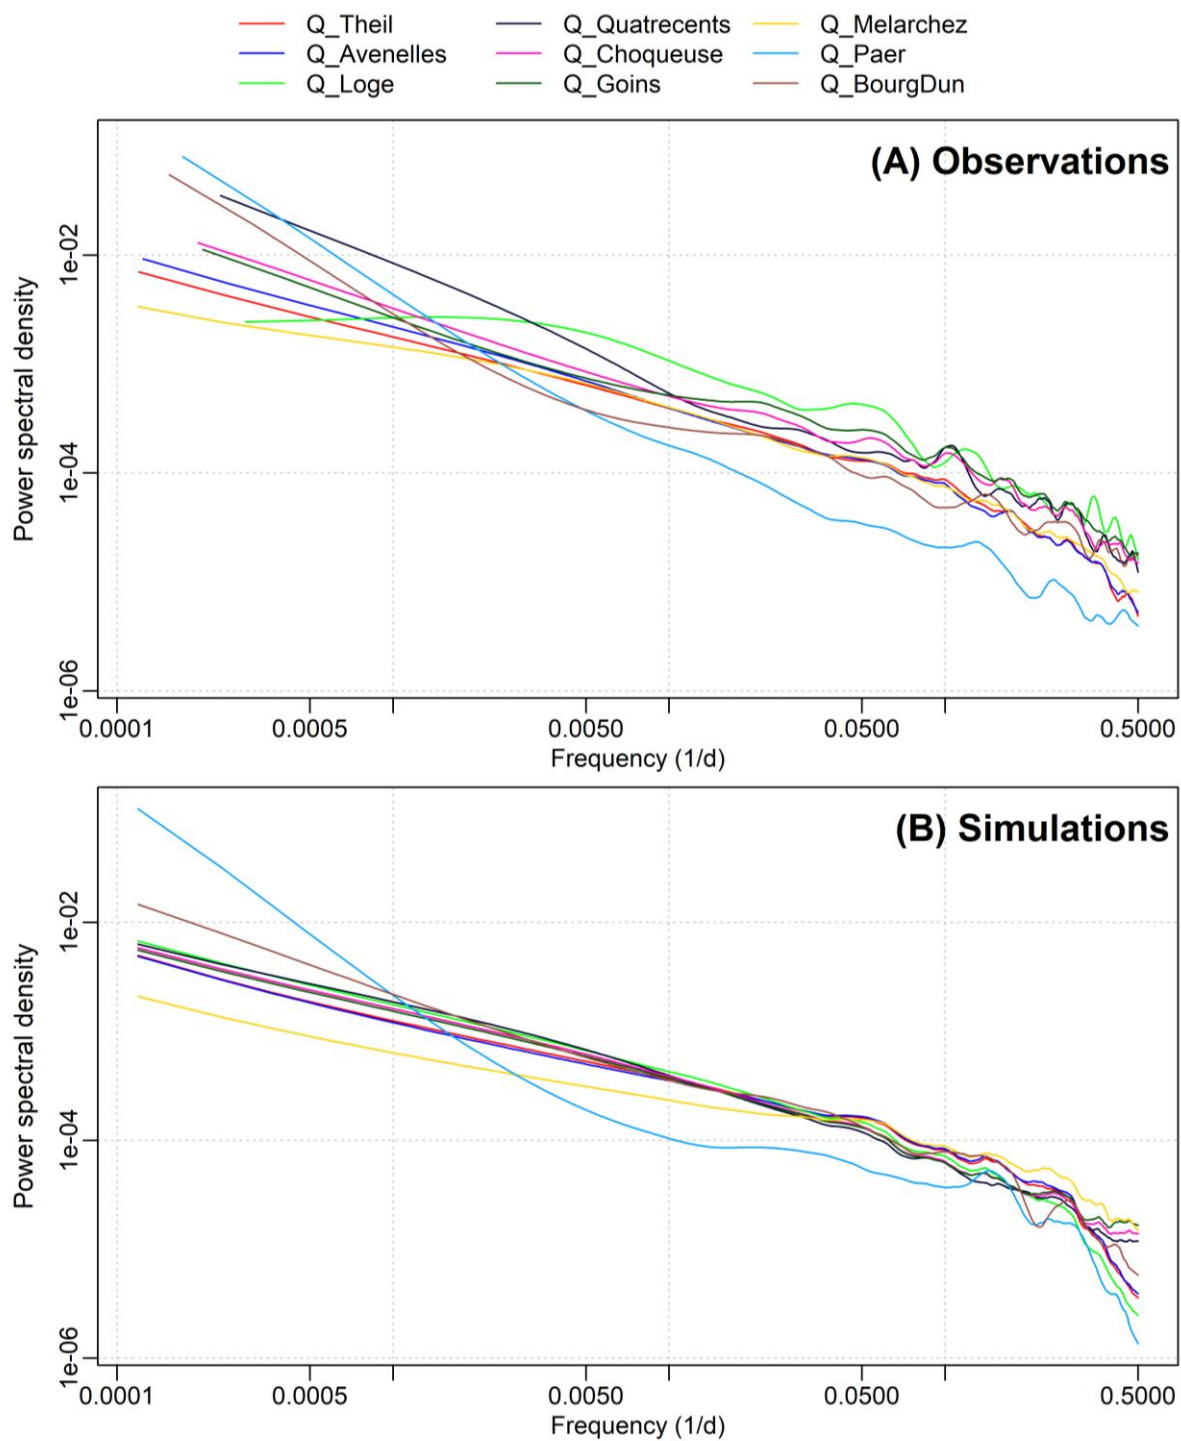 Q_Theil Q_Quatrecents Q_Melarchez
Q_Avenelles Q_Choqueuse Q_Paer
Q_Loge Q_Goins Q_BourgDun
(A) Observations
Power spectral density
1e-02
1e-04
1e-06
0.0001 0.0005 0.0050 0.0500 0.5000
Frequency (1/d)
(B) Simulations
Power spectral density
1e-02
1e-04
1e-06
0.0001 0.0005 0.0050 0.0500 0.5000
Frequency (1/d)